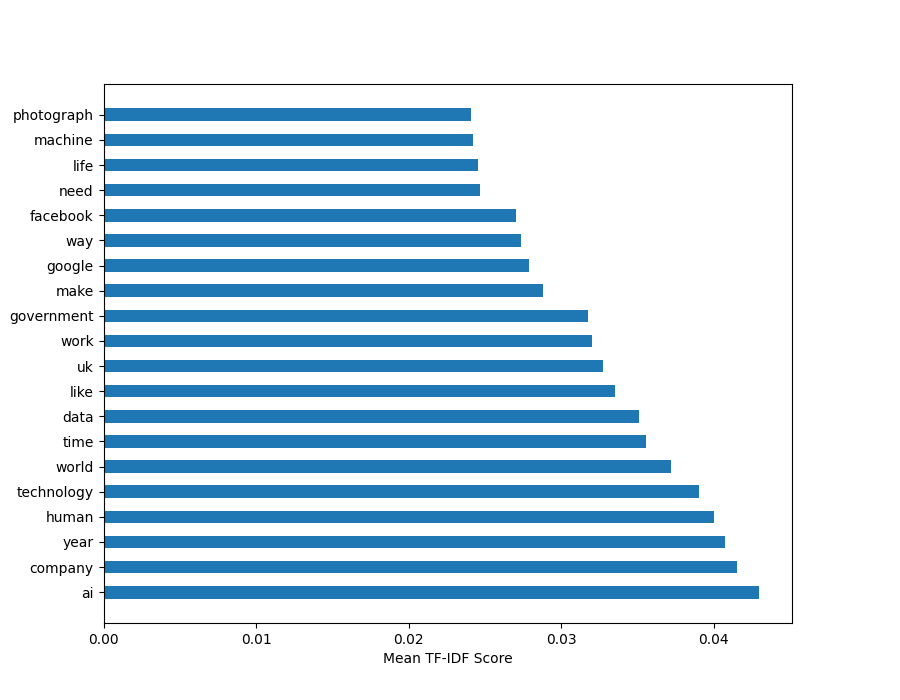 photograph
machine
life
need
facebook
way
google
make
government
work
uk
like
data
time
world
technology
human
year
company
ai
0.00 0.01 0.02 0.03 0.04
Mean TF-IDF Score